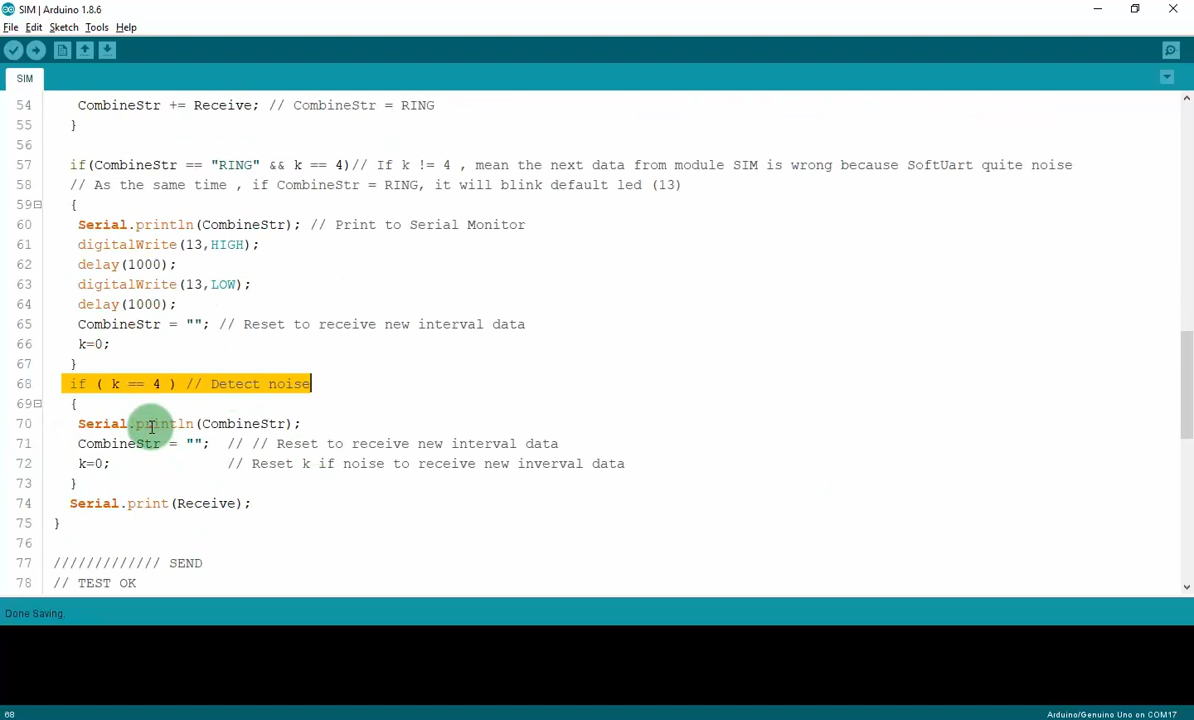 SIM | Arduino 1.8.6
File Edit Sketch Tools Help
SIM
54 CombineStr += Receive; // CombineStr = RING
55 }
56
57 if(CombineStr == "RING" && k == 4)// If k != 4 , mean the next data from module SIM is wrong because SoftUart quite noise
58 // As the same time , if CombineStr = RING, it will blink default led (13)
59 {
60 Serial.println(CombineStr); // Print to Serial Monitor
61 digitalWrite(13,HIGH);
62 delay(1000);
63 digitalWrite(13,LOW);
64 delay(1000);
65 CombineStr = ""; // Reset to receive new interval data
66 k=0;
67 }
68 if ( k == 4 ) // Detect noise
69 {
70 Serial.println(CombineStr);
71 CombineStr = ""; // // Reset to receive new interval data
72 k=0; // Reset k if noise to receive new inverval data
73 }
74 Serial.print(Receive);
75 }
76
77 ///////////// SEND
78 // TEST OK
Done Saving.
68 Arduino/Genuino Uno on COM17